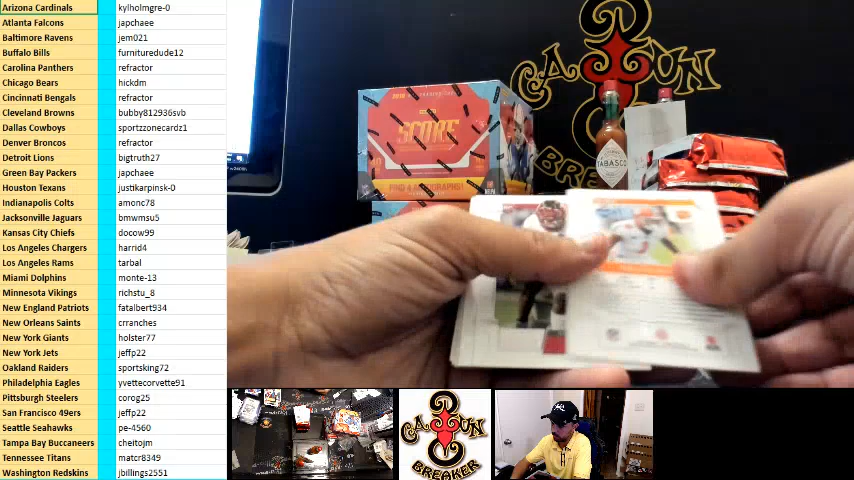 Arizona Cardinals kylholmgre-0
Atlanta Falcons japchaee
Baltimore Ravens jem021
Buffalo Bills furnituredude12
Carolina Panthers refractor
Chicago Bears hickdm
Cincinnati Bengals refractor
Cleveland Browns bubby812936svb
Dallas Cowboys sportzzonecardz1
Denver Broncos refractor
Detroit Lions bigtruth27
Green Bay Packers japchaee
Houston Texans justikarpinsk-0
Indianapolis Colts amonc78
Jacksonville Jaguars bmwmsu5
Kansas City Chiefs docow99
Los Angeles Chargers harrid4
Los Angeles Rams tarbal
Miami Dolphins monte-13
Minnesota Vikings richstu_8
New England Patriots fatalbert934
New Orleans Saints crranches
New York Giants holster77
New York Jets jeffp22
Oakland Raiders sportsking72
Philadelphia Eagles yvettecorvette91
Pittsburgh Steelers corog25
San Francisco 49ers jeffp22
Seattle Seahawks pe-4560
Tampa Bay Buccaneers cheitojm
Tennessee Titans matcr8349
Washington Redskins jbillings2551
SCORE
FIND 4 AUTOGRAPHS
TABASCO
CAJUN
BREAKER
CAJUN
BREAKER